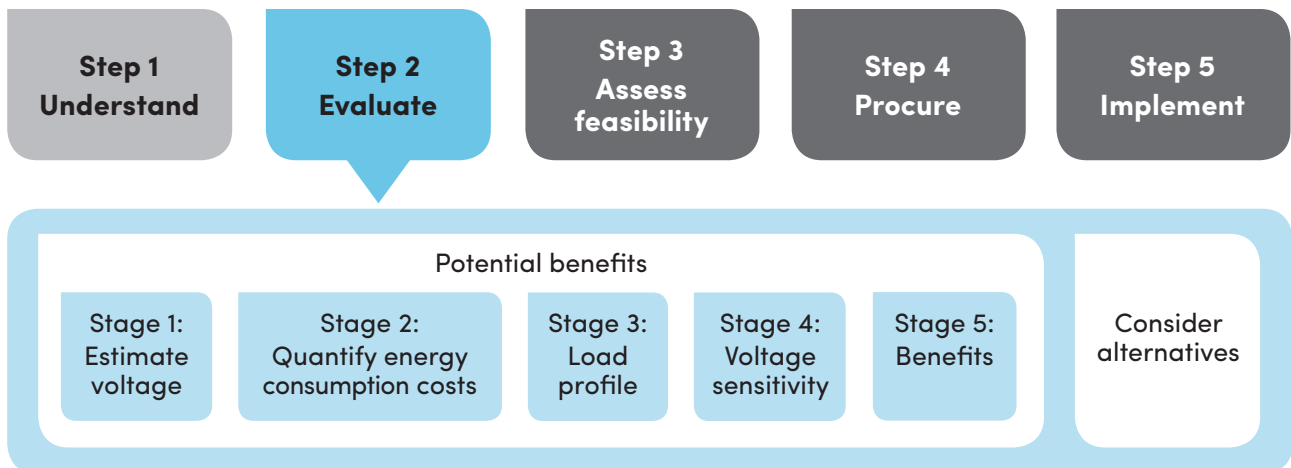 Step 1
Understand
Step 2
Evaluate
Step 3
Assess
feasibility
Step 4
Procure
Step 5
Implement
Potential benefits
Stage 1:
Estimate
voltage
Stage 2:
Quantify energy
consumption costs
Stage 3:
Load
profile
Stage 4:
Voltage
sensitivity
Stage 5:
Benefits
Consider
alternatives